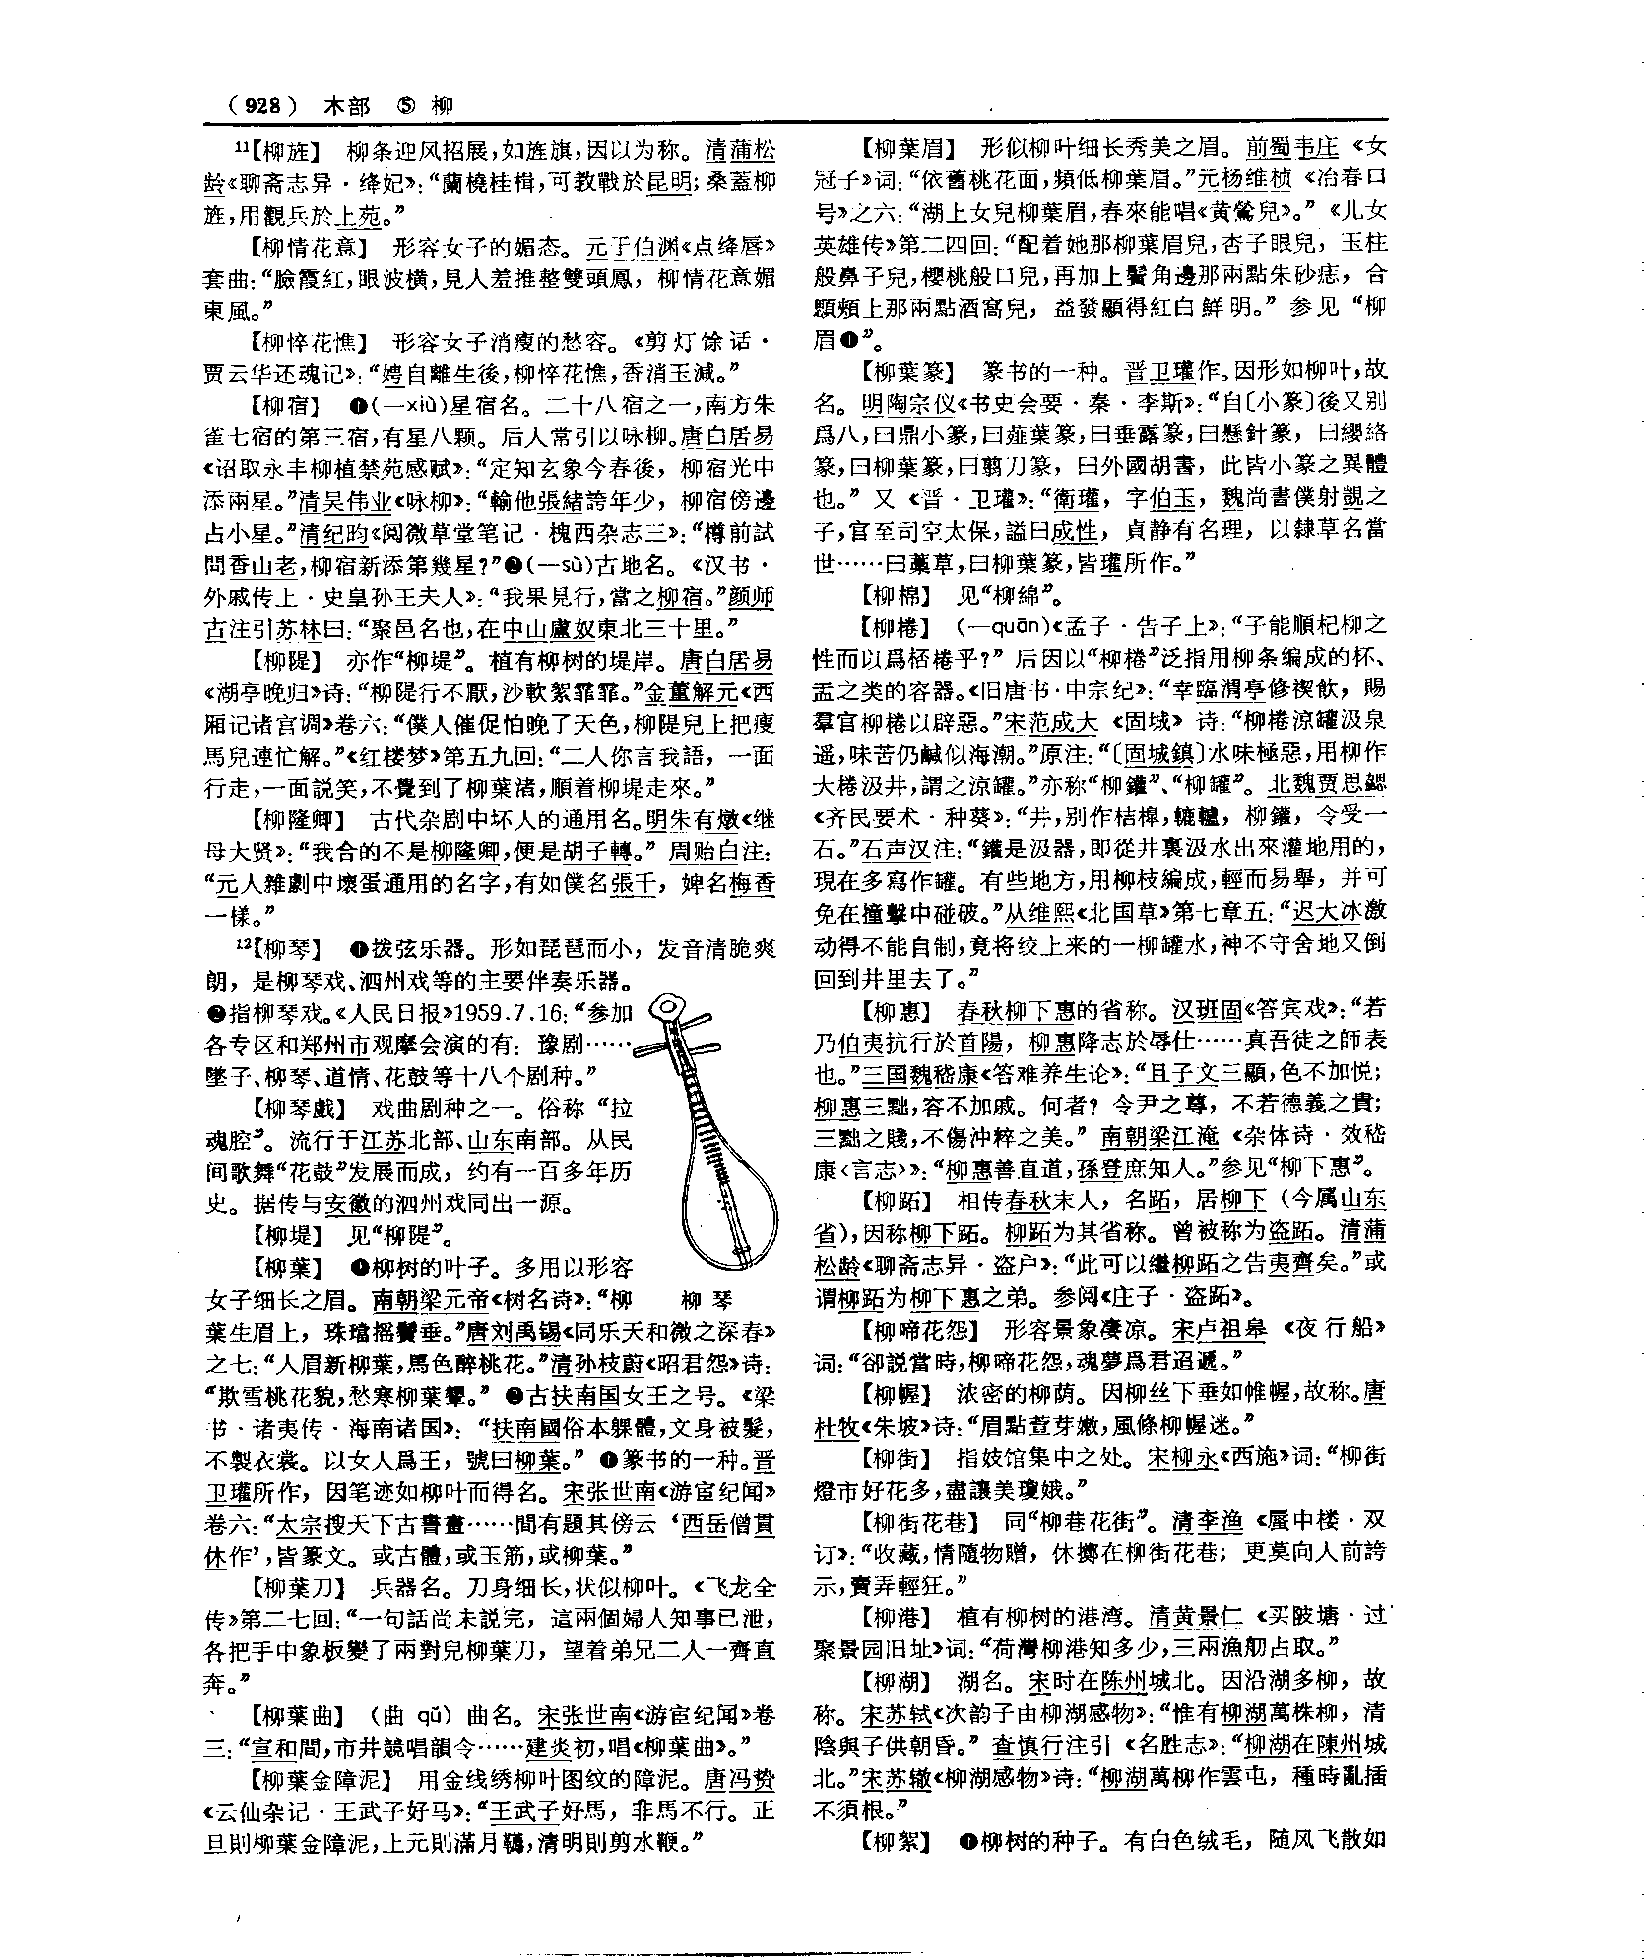 （928） 木部 ⑤ 柳
¹¹【柳旌】 柳条迎风招展，如旌旗，因以为称。清蒲松
龄《聊斋志异·绛妃》：“蘭橈桂楫，可教戰於昆明；桑蓋柳
旌，用觀兵於上苑。”
【柳情花意】 形容女子的媚态。元于伯渊《点绛唇》
套曲：“臉霞紅，眼波横，見人羞推整雙頭鳳，柳情花意媚
東風。”
【柳悴花憔】 形容女子消瘦的愁容。《剪灯馀话·
贾云华还魂记》：“娉自離生後，柳悴花憔，香消玉減。”
【柳宿】 ❶（一xiù）星宿名。二十八宿之一，南方朱
雀七宿的第三宿，有星八颗。后人常引以咏柳。唐白居易
《诏取永丰柳植禁苑感赋》：“定知玄象今春後，柳宿光中
添兩星。”清吴伟业《咏柳》：“輸他張緒誇年少，柳宿傍邊
占小星。”清纪昀《阅微草堂笔记·槐西杂志三》：“樽前試
問香山老，柳宿新添第幾星？”❷（一sù）古地名。《汉书·
外戚传上·史皇孙王夫人》：“我果見行，當之柳宿。”颜师
古注引苏林曰：“聚邑名也，在中山盧奴東北三十里。”
【柳隄】 亦作“柳堤”。植有柳树的堤岸。唐白居易
《湖亭晚归》诗：“柳隄行不厭，沙軟絮霏霏。”金董解元《西
厢记诸宫调》卷六：“僕人催促怕晚了天色，柳隄兒上把瘦
馬兒連忙解。”《红楼梦》第五九回：“二人你言我語，一面
行走，一面説笑，不覺到了柳葉渚，順着柳堤走來。”
【柳隆卿】 古代杂剧中坏人的通用名。明朱有燉《继
母大贤》：“我合的不是柳隆卿，便是胡子轉。”周贻白注：
“元人雜劇中壞蛋通用的名字，有如僕名張千，婢名梅香
一樣。”
¹²【柳琴】 ❶拨弦乐器。形如琵琶而小，发音清脆爽
朗，是柳琴戏、泗州戏等的主要伴奏乐器。
❷指柳琴戏。《人民日报》1959.7.16：“参加
各专区和郑州市观摩会演的有：豫剧……
墜子、柳琴、道情、花鼓等十八个剧种。”
【柳琴戲】 戏曲剧种之一。俗称“拉
魂腔”。流行于江苏北部、山东南部。从民
间歌舞“花鼓”发展而成，约有一百多年历
史。据传与安徽的泗州戏同出一源。
【柳堤】 见“柳隄”。
【柳葉】 ❶柳树的叶子。多用以形容
女子细长之眉。南朝梁元帝《树名诗》：“柳
柳琴
葉生眉上，珠璫摇鬢垂。”唐刘禹锡《同乐天和微之深春》
之七：“人眉新柳葉，馬色醉桃花。”清孙枝蔚《昭君怨》诗：
“欺雪桃花貌，愁寒柳葉顰。” ❷古扶南国女王之号。《梁
书·诸夷传·海南诸国》：“扶南國俗本躶體，文身被髮，
不製衣裳。以女人爲王，號曰柳葉。” ❶篆书的一种。晋
卫瓘所作，因笔迹如柳叶而得名。宋张世南《游宦纪闻》
卷六：“太宗搜天下古書畫……間有題其傍云‘西岳僧貫
休作’，皆篆文。或古體，或玉筋，或柳葉。”
【柳葉刀】 兵器名。刀身细长，状似柳叶。《飞龙全
传》第二七回：“一句話尚未説完，這兩個婦人知事已泄，
各把手中象板變了兩對兒柳葉刀，望着弟兄二人一齊直
奔。”
【柳葉曲】 （曲 qǔ）曲名。宋张世南《游宦纪闻》卷
三：“宣和間，市井競唱韻令……建炎初，唱《柳葉曲》。”
【柳葉金障泥】 用金线绣柳叶图纹的障泥。唐冯贽
《云仙杂记·王武子好马》：“王武子好馬，非馬不行。正
旦則柳葉金障泥，上元則滿月韉，清明則剪水鞭。”
【柳葉眉】 形似柳叶细长秀美之眉。前蜀韦庄《女
冠子》词：“依舊桃花面，頻低柳葉眉。”元杨维桢《冶春口
号》之六：“湖上女兒柳葉眉，春來能唱《黄鶯兒》。”《儿女
英雄传》第二四回：“配着她那柳葉眉兒，杏子眼兒，玉柱
般鼻子兒，櫻桃般口兒，再加上鬢角邊那兩點朱砂痣，合
顋頰上那兩點酒窩兒，益發顯得紅白鮮明。”参见“柳
眉❶”。
【柳葉篆】 篆书的一种。晋卫瓘作，因形如柳叶，故
名。明陶宗仪《书史会要·秦·李斯》：“自〔小篆〕後又别
爲八，曰鼎小篆，曰薤葉篆，曰垂露篆，曰懸針篆，曰纓絡
篆，曰柳葉篆，曰剪刀篆，曰外國胡書，此皆小篆之異體
也。”又《晋·卫瓘》：“衛瓘，字伯玉，魏尚書僕射覬之
子，官至司空太保，謚曰成性，貞静有名理，以隸草名當
世……曰藁草，曰柳葉篆，皆瓘所作。”
【柳棉】 见“柳綿”。
【柳棬】 （一quān）《孟子·告子上》：“子能順杞柳之
性而以爲桮棬乎？”后因以“柳棬”泛指用柳条编成的杯、
盂之类的容器。《旧唐书·中宗纪》：“幸臨渭亭修禊飲，賜
羣官柳棬以辟惡。”宋范成大《固城》诗：“柳棬涼罐汲泉
遥，味苦仍鹹似海潮。”原注：“〔固城鎮〕水味極惡，用柳作
大棬汲井，謂之涼罐。”亦称“柳鑵”、“柳罐”。北魏贾思勰
《齐民要术·种葵》：“井，别作桔槔，轆轤，柳鑵，令受一
石。”石声汉注：“鑵是汲器，即從井裏汲水出來灌地用的，
現在多寫作罐。有些地方，用柳枝編成，輕而易舉，并可
免在撞擊中碰破。”从维熙《北国草》第七章五：“迟大冰激
动得不能自制，竟将绞上来的一柳罐水，神不守舍地又倒
回到井里去了。”
【柳惠】 春秋柳下惠的省称。汉班固《答宾戏》：“若
乃伯夷抗行於首陽，柳惠降志於辱仕……真吾徒之師表
也。”三国魏嵇康《答难养生论》：“且子文三顯，色不加悦；
柳惠三黜，容不加戚。何者？令尹之尊，不若德義之貴；
三黜之賤，不傷沖粹之美。”南朝梁江淹《杂体诗·效嵇
康〈言志〉》：“柳惠善直道，孫登庶知人。”参见“柳下惠”。
【柳跖】 相传春秋末人，名跖，居柳下（今属山东
省），因称柳下跖。柳跖为其省称。曾被称为盗跖。清蒲
松龄《聊斋志异·盗户》：“此可以繼柳跖之告夷齊矣。”或
谓柳跖为柳下惠之弟。参阅《庄子·盗跖》。
【柳啼花怨】 形容景象凄凉。宋卢祖皋《夜行船》
词：“卻説當時，柳啼花怨，魂夢爲君迢遞。”
【柳幄】 浓密的柳荫。因柳丝下垂如帷幄，故称。唐
杜牧《朱坡》诗：“眉點萱芽嫩，風條柳幄迷。”
【柳街】 指妓馆集中之处。宋柳永《西施》词：“柳街
燈市好花多，盡讓美瓊娥。”
【柳街花巷】 同“柳巷花街”。清李渔《蜃中楼·双
订》：“收藏，情隨物贈，休擲在柳街花巷；更莫向人前誇
示，賣弄輕狂。”
【柳港】 植有柳树的港湾。清黄景仁《买陂塘·过
聚景园旧址》词：“荷灣柳港知多少，三兩漁舠占取。”
【柳湖】 湖名。宋时在陈州城北。因沿湖多柳，故
称。宋苏轼《次韵子由柳湖感物》：“惟有柳湖萬株柳，清
陰與子供朝昏。”查慎行注引《名胜志》：“柳湖在陳州城
北。”宋苏辙《柳湖感物》诗：“柳湖萬柳作雲屯，種時亂插
不須根。”
【柳絮】 ❶柳树的种子。有白色绒毛，随风飞散如